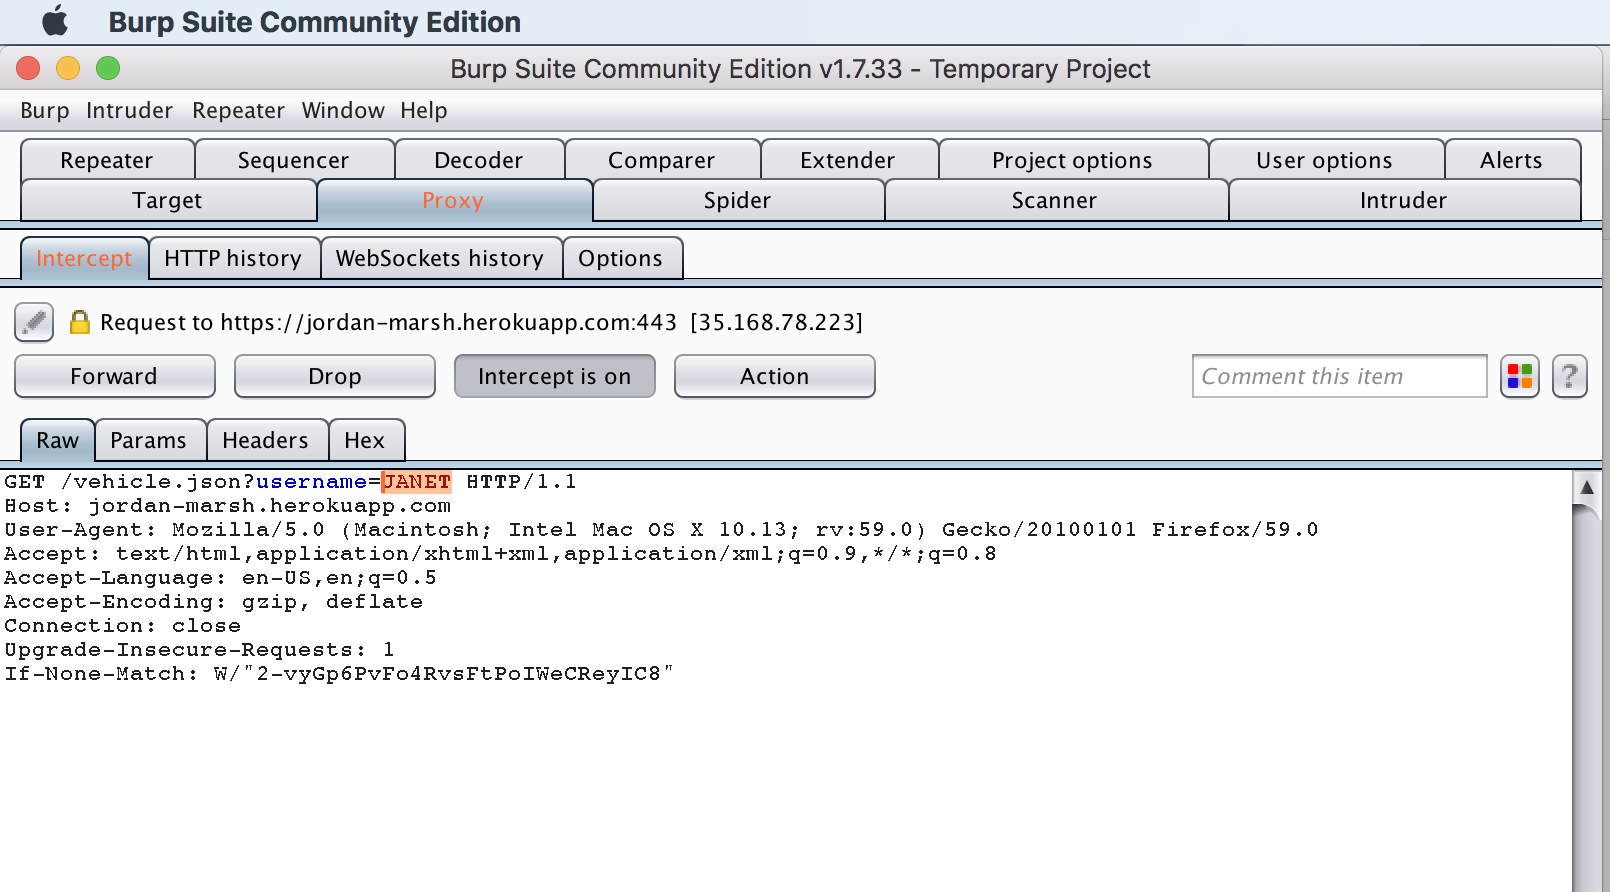 Burp Suite Community Edition
Burp Suite Community Edition v1.7.33 - Temporary Project
Burp Intruder Repeater Window Help
Repeater Sequencer Decoder Comparer Extender Project options User options Alerts
Target Proxy Spider Scanner Intruder
Intercept HTTP history WebSockets history Options
Request to https://jordan-marsh.herokuapp.com:443 [35.168.78.223]
Forward Drop Intercept is on Action Comment this item ?
Raw Params Headers Hex
GET /vehicle.json?username=JANET HTTP/1.1
Host: jordan-marsh.herokuapp.com
User-Agent: Mozilla/5.0 (Macintosh; Intel Mac OS X 10.13; rv:59.0) Gecko/20100101 Firefox/59.0
Accept: text/html,application/xhtml+xml,application/xml;q=0.9,*/*;q=0.8
Accept-Language: en-US,en;q=0.5
Accept-Encoding: gzip, deflate
Connection: close
Upgrade-Insecure-Requests: 1
If-None-Match: W/"2-vyGp6PvFo4RvsFtPoIWeCReyIC8"